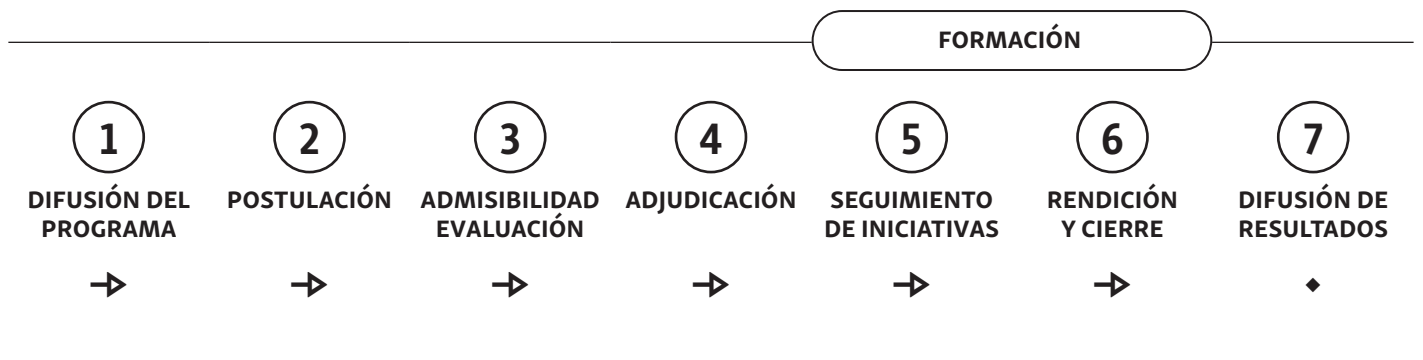 FORMACIÓN
1
DIFUSIÓN DEL
PROGRAMA
2
POSTULACIÓN
3
ADMISIBILIDAD
EVALUACIÓN
4
ADJUDICACIÓN
5
SEGUIMIENTO
DE INICIATIVAS
6
RENDICIÓN
Y CIERRE
7
DIFUSIÓN DE
RESULTADOS